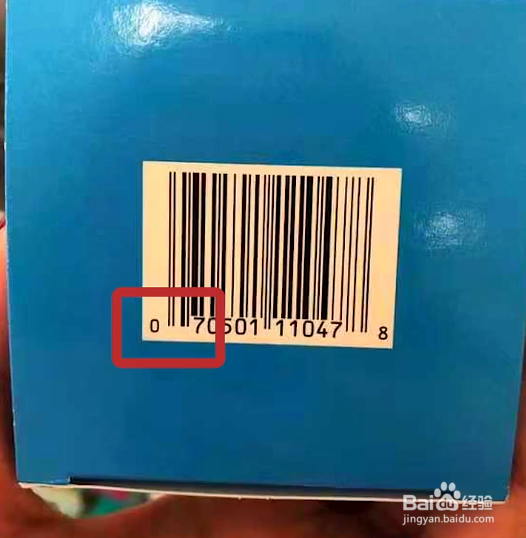 0 70501 11047 8
Baidu 经验
jingyan.baidu.com